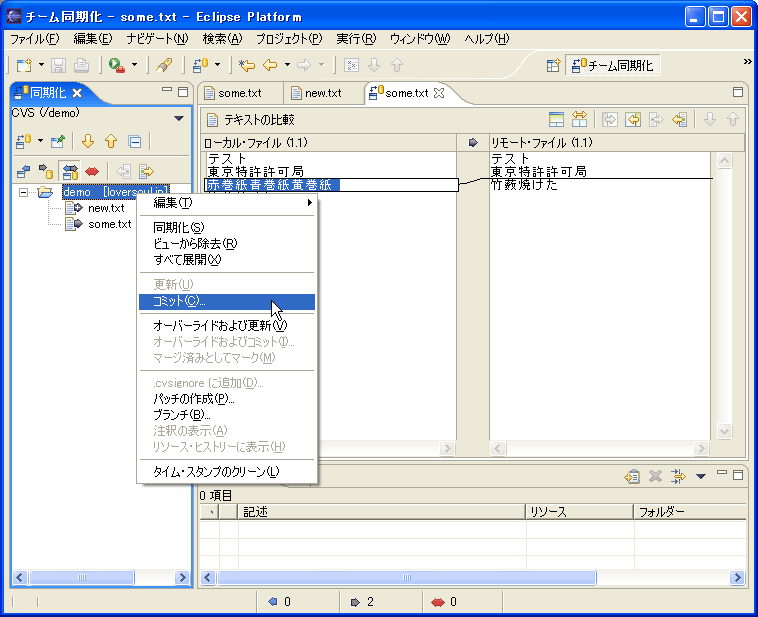 チーム同期化 - some.txt - Eclipse Platform
ファイル(F) 編集(E) ナビゲート(N) 検索(A) プロジェクト(P) 実行(R) ウィンドウ(W) ヘルプ(H)
チーム同期化
同期化
some.txt
new.txt
some.txt
CVS (/demo)
テキストの比較
ローカル・ファイル (1.1)
リモート・ファイル (1.1)
テスト
東京特許許可局
赤巻紙青巻紙黄巻紙
テスト
東京特許許可局
竹藪焼けた
demo
new.txt
some.txt
編集(T)
同期化(S)
ビューから除去(R)
すべて展開(X)
更新(U)
コミット(C)...
オーバーライドおよび更新(V)
オーバーライドおよびコミット(I)...
マージ済みとしてマーク(M)
.cvsignore に追加(D)...
パッチの作成(P)...
ブランチ(B)...
注釈の表示(A)
リソース・ヒストリーに表示(H)
タイム・スタンプのクリーン(L)
0 項目
記述
リソース
フォルダー
0
2
0